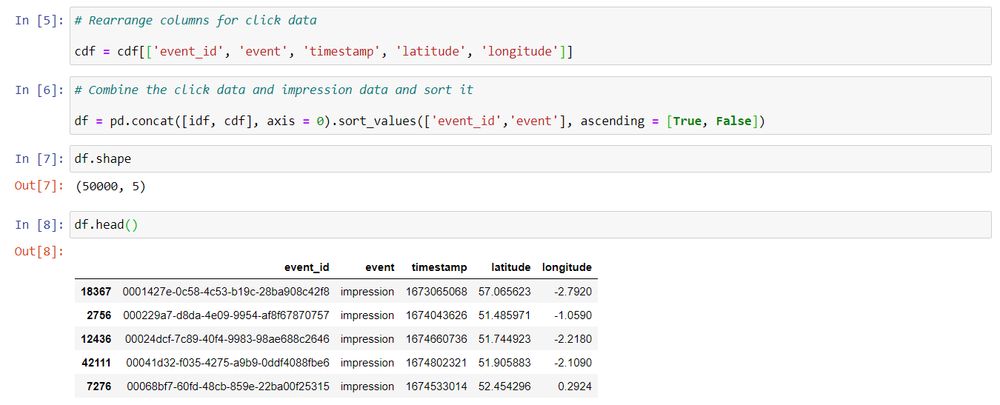 In [5]: # Rearrange columns for click data
cdf = cdf[['event_id', 'event', 'timestamp', 'latitude', 'longitude']]
In [6]: # Combine the click data and impression data and sort it
df = pd.concat([idf, cdf], axis = 0).sort_values(['event_id','event'], ascending = [True, False])
In [7]: df.shape
Out[7]: (50000, 5)
In [8]: df.head()
Out[8]:
event_id event timestamp latitude longitude
18367 0001427e-0c58-4c53-b19c-28ba908c42f8 impression 1673065068 57.065623 -2.7920
2756 000229a7-d8da-4e09-9954-af8f67870757 impression 1674043626 51.485971 -1.0590
12436 00024dcf-7c89-40f4-9983-98ae688c2646 impression 1674660736 51.744923 -2.2180
42111 00041d32-f035-4275-a9b9-0ddf4088fbe6 impression 1674802321 51.905883 -2.1090
7276 00068bf7-60fd-48cb-859e-22ba00f25315 impression 1674533014 52.454296 0.2924